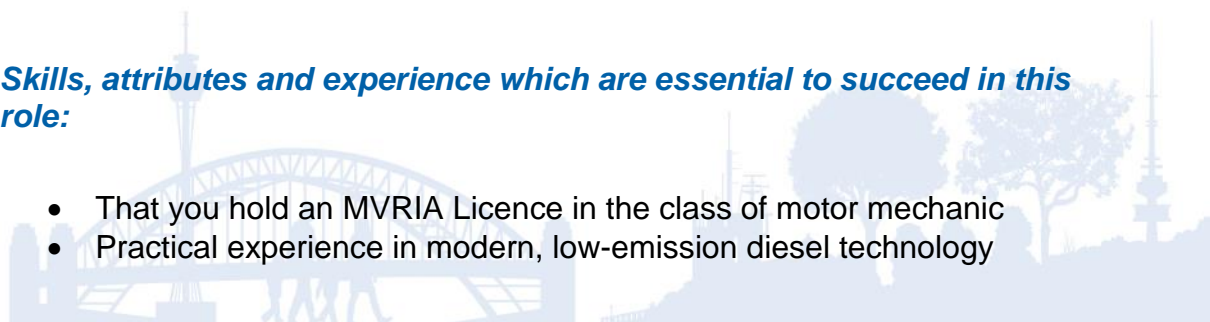 Skills, attributes and experience which are essential to succeed in this
role:
• That you hold an MVRIA Licence in the class of motor mechanic
• Practical experience in modern, low-emission diesel technology